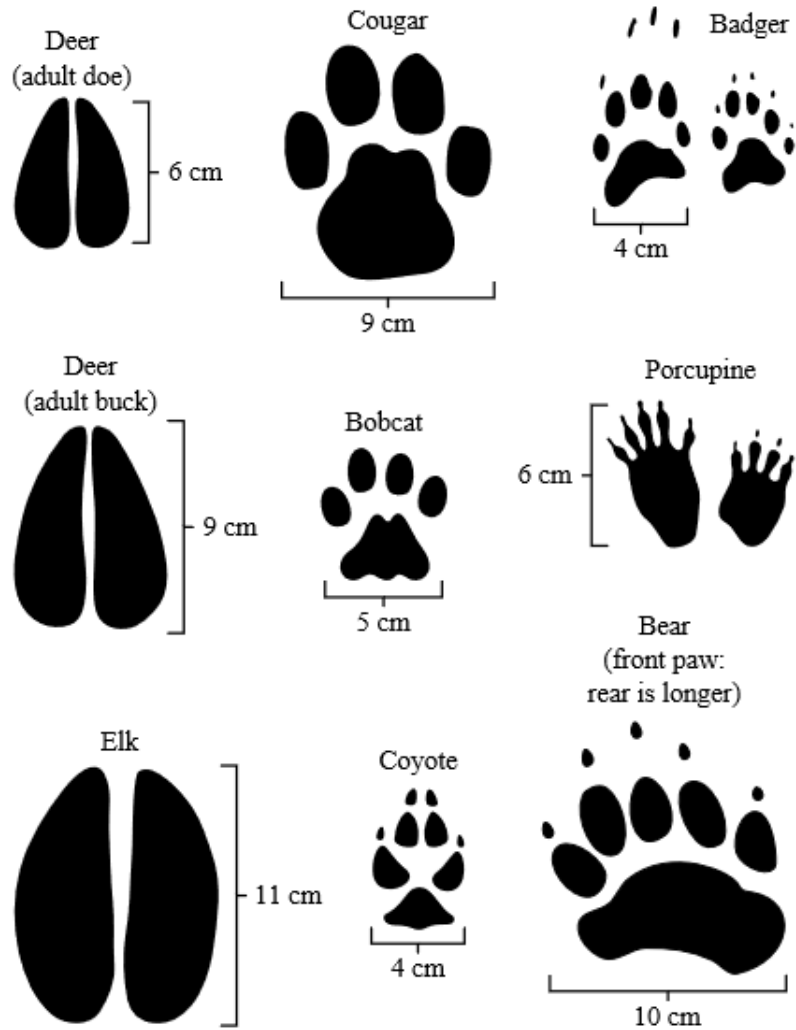 Deer
(adult doe)
6 cm
Cougar
9 cm
Badger
4 cm
Deer
(adult buck)
9 cm
Bobcat
5 cm
Porcupine
6 cm
Elk
11 cm
Coyote
4 cm
Bear
(front paw:
rear is longer)
10 cm